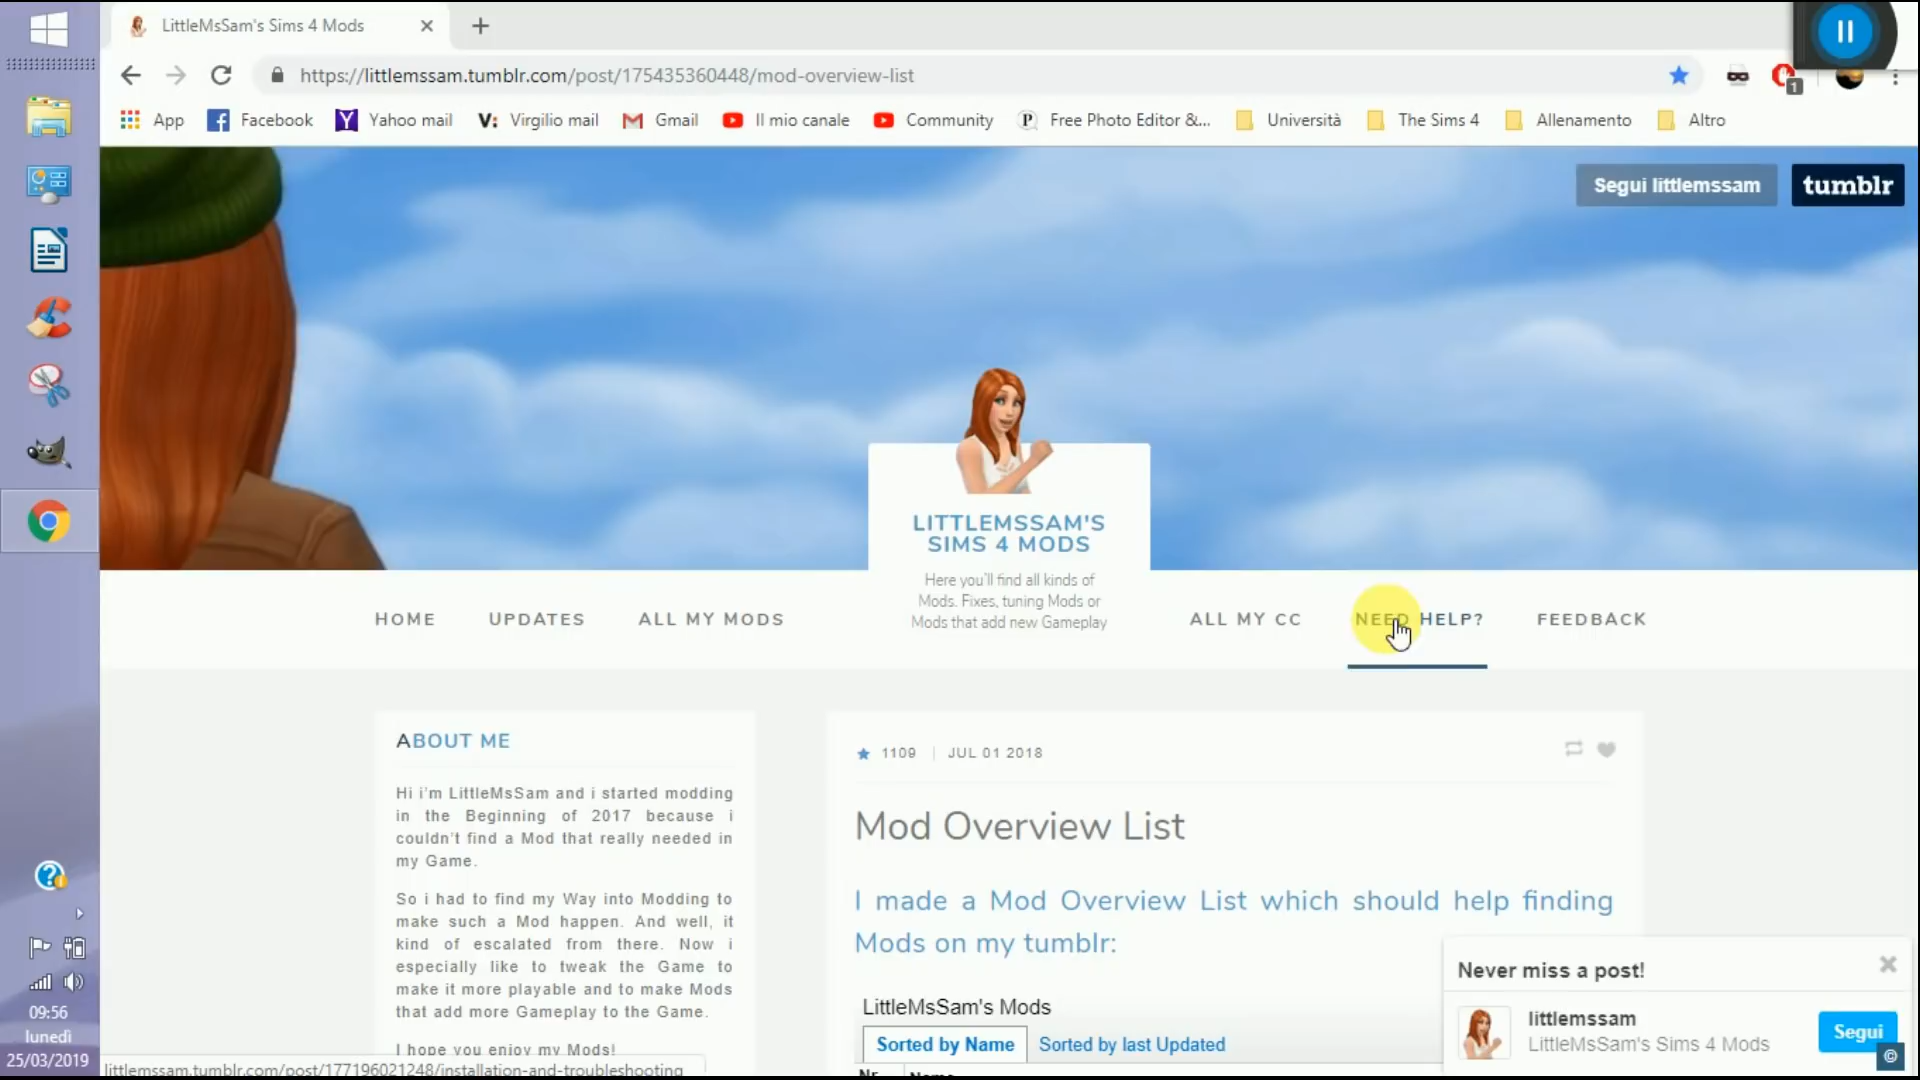 LittleMsSam's Sims 4 Mods
https://littlemssam.tumblr.com/post/175435360448/mod-overview-list
1
App Facebook Yahoo mail Virgilio mail Gmail Il mio canale Community Free Photo Editor &... Università The Sims 4 Allenamento Altro
Segui littlemssam tumblr
LITTLEMSSAM'S
SIMS 4 MODS
Here you'll find all kinds of
Mods. Fixes, tuning Mods or
Mods that add new Gameplay
HOME UPDATES ALL MY MODS ALL MY CC NEED HELP? FEEDBACK
ABOUT ME
Hi i'm LittleMsSam and i started modding
in the Beginning of 2017 because i
couldn't find a Mod that really needed in
my Game.
So i had to find my Way into Modding to
make such a Mod happen. And well, it
kind of escalated from there. Now i
especially like to tweak the Game to
make it more playable and to make Mods
that add more Gameplay to the Game.
I hope you enjoy my Mods!
1109 | JUL 01 2018
Mod Overview List
I made a Mod Overview List which should help finding
Mods on my tumblr:
LittleMsSam's Mods
Sorted by Name Sorted by last Updated
Nr. Name
Never miss a post!
littlemssam
LittleMsSam's Sims 4 Mods
Segui
littlemssam.tumblr.com/post/177196021248/installation-and-troubleshooting
09:56
lunedì
25/03/2019